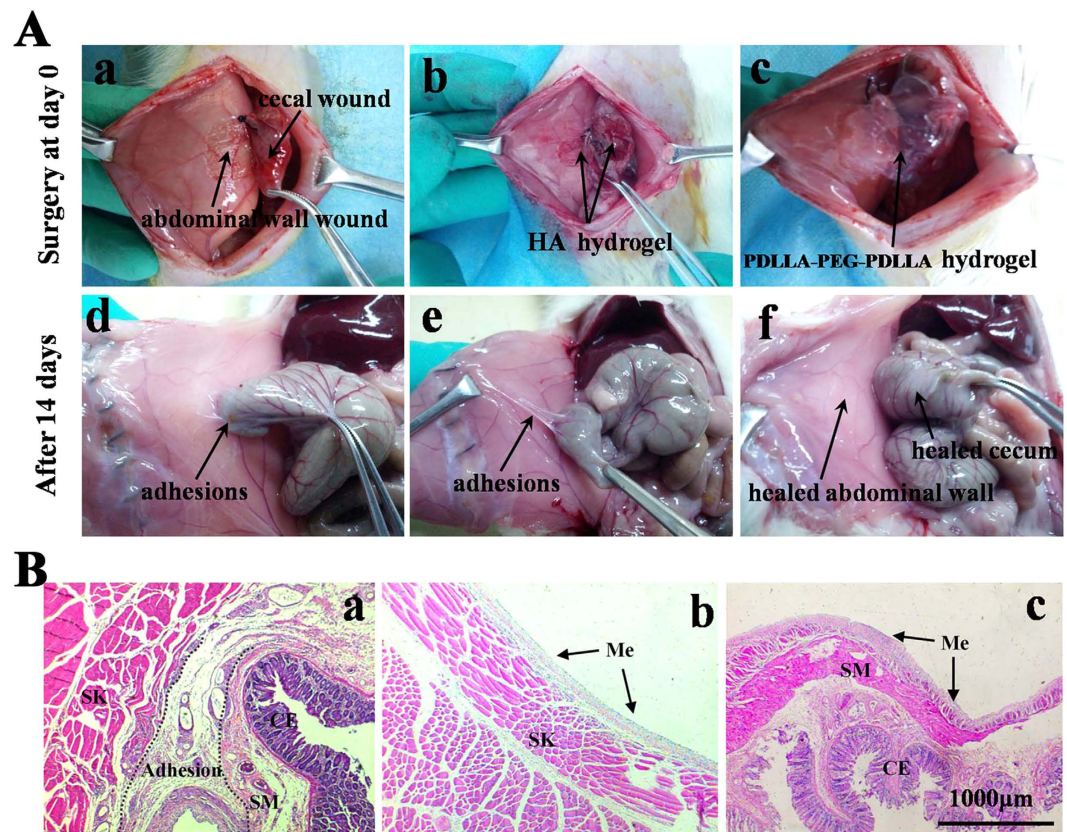 A
Surgery at day 0
a
cecal wound
abdominal wall wound
b
HA hydrogel
c
PDLLA-PEG-PDLLA hydrogel
After 14 days
d
adhesions
e
adhesions
f
healed cecum
healed abdominal wall
B
a
SK
CE
Adhesion
SM
b
Me
SK
c
Me
SM
CE
1000μm